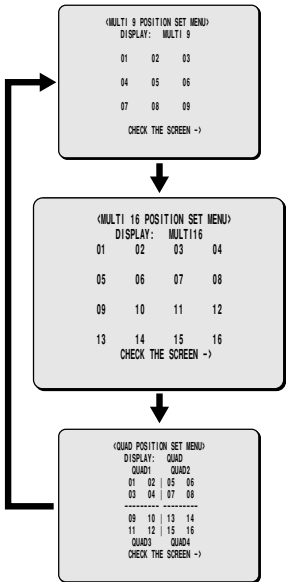 <MULTI 9 POSITION SET MENU>
DISPLAY: MULTI 9
01 02 03
04 05 06
07 08 09
CHECK THE SCREEN ->
<MULTI 16 POSITION SET MENU>
DISPLAY: MULTI16
01 02 03 04
05 06 07 08
09 10 11 12
13 14 15 16
CHECK THE SCREEN ->
<QUAD POSITION SET MENU>
DISPLAY: QUAD
QUAD1 QUAD2
01 02 | 05 06
03 04 | 07 08
--------- ---------
09 10 | 13 14
11 12 | 15 16
QUAD3 QUAD4
CHECK THE SCREEN ->